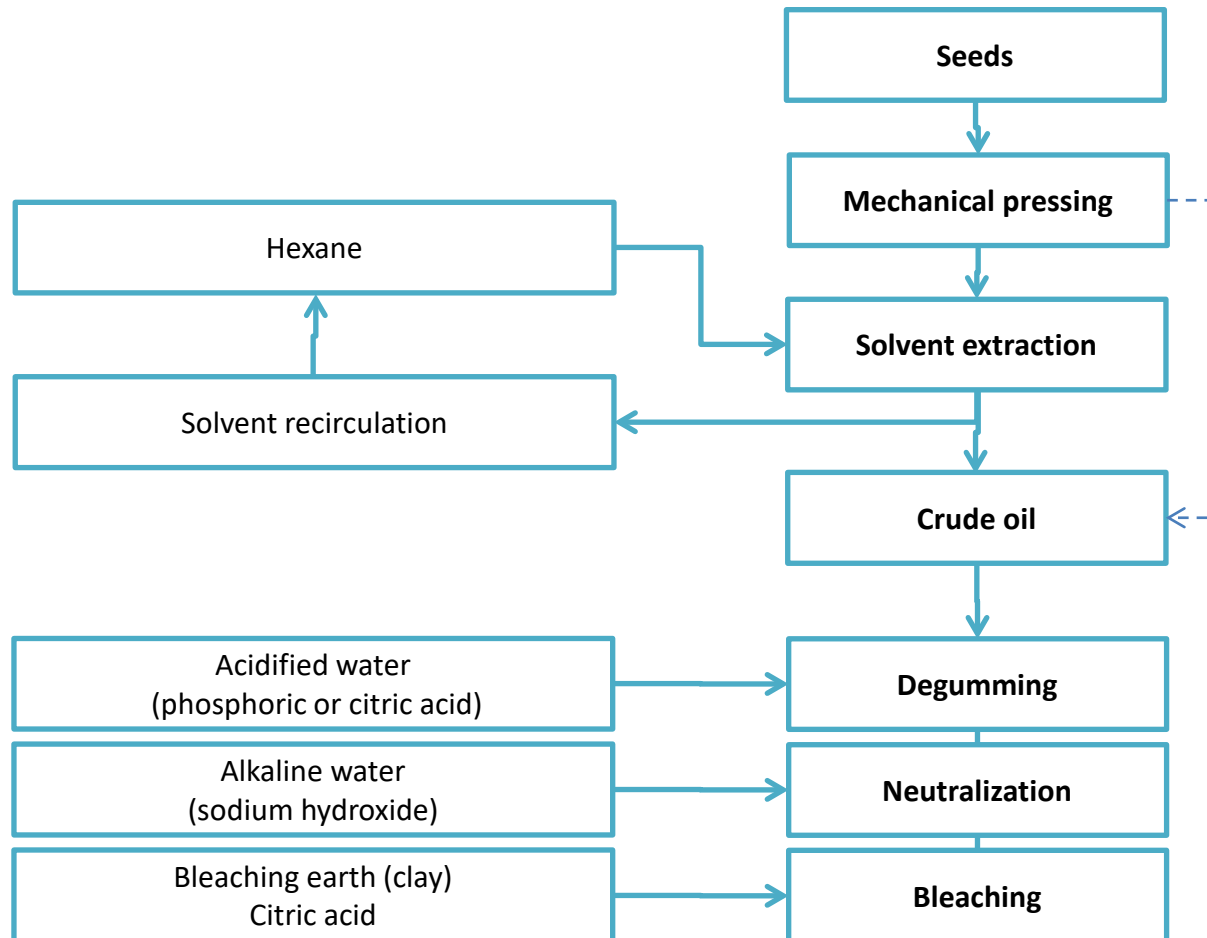 Seeds
Mechanical pressing
Hexane
Solvent extraction
Solvent recirculation
Crude oil
Acidified water
(phosphoric or citric acid)
Degumming
Alkaline water
(sodium hydroxide)
Neutralization
Bleaching earth (clay)
Citric acid
Bleaching